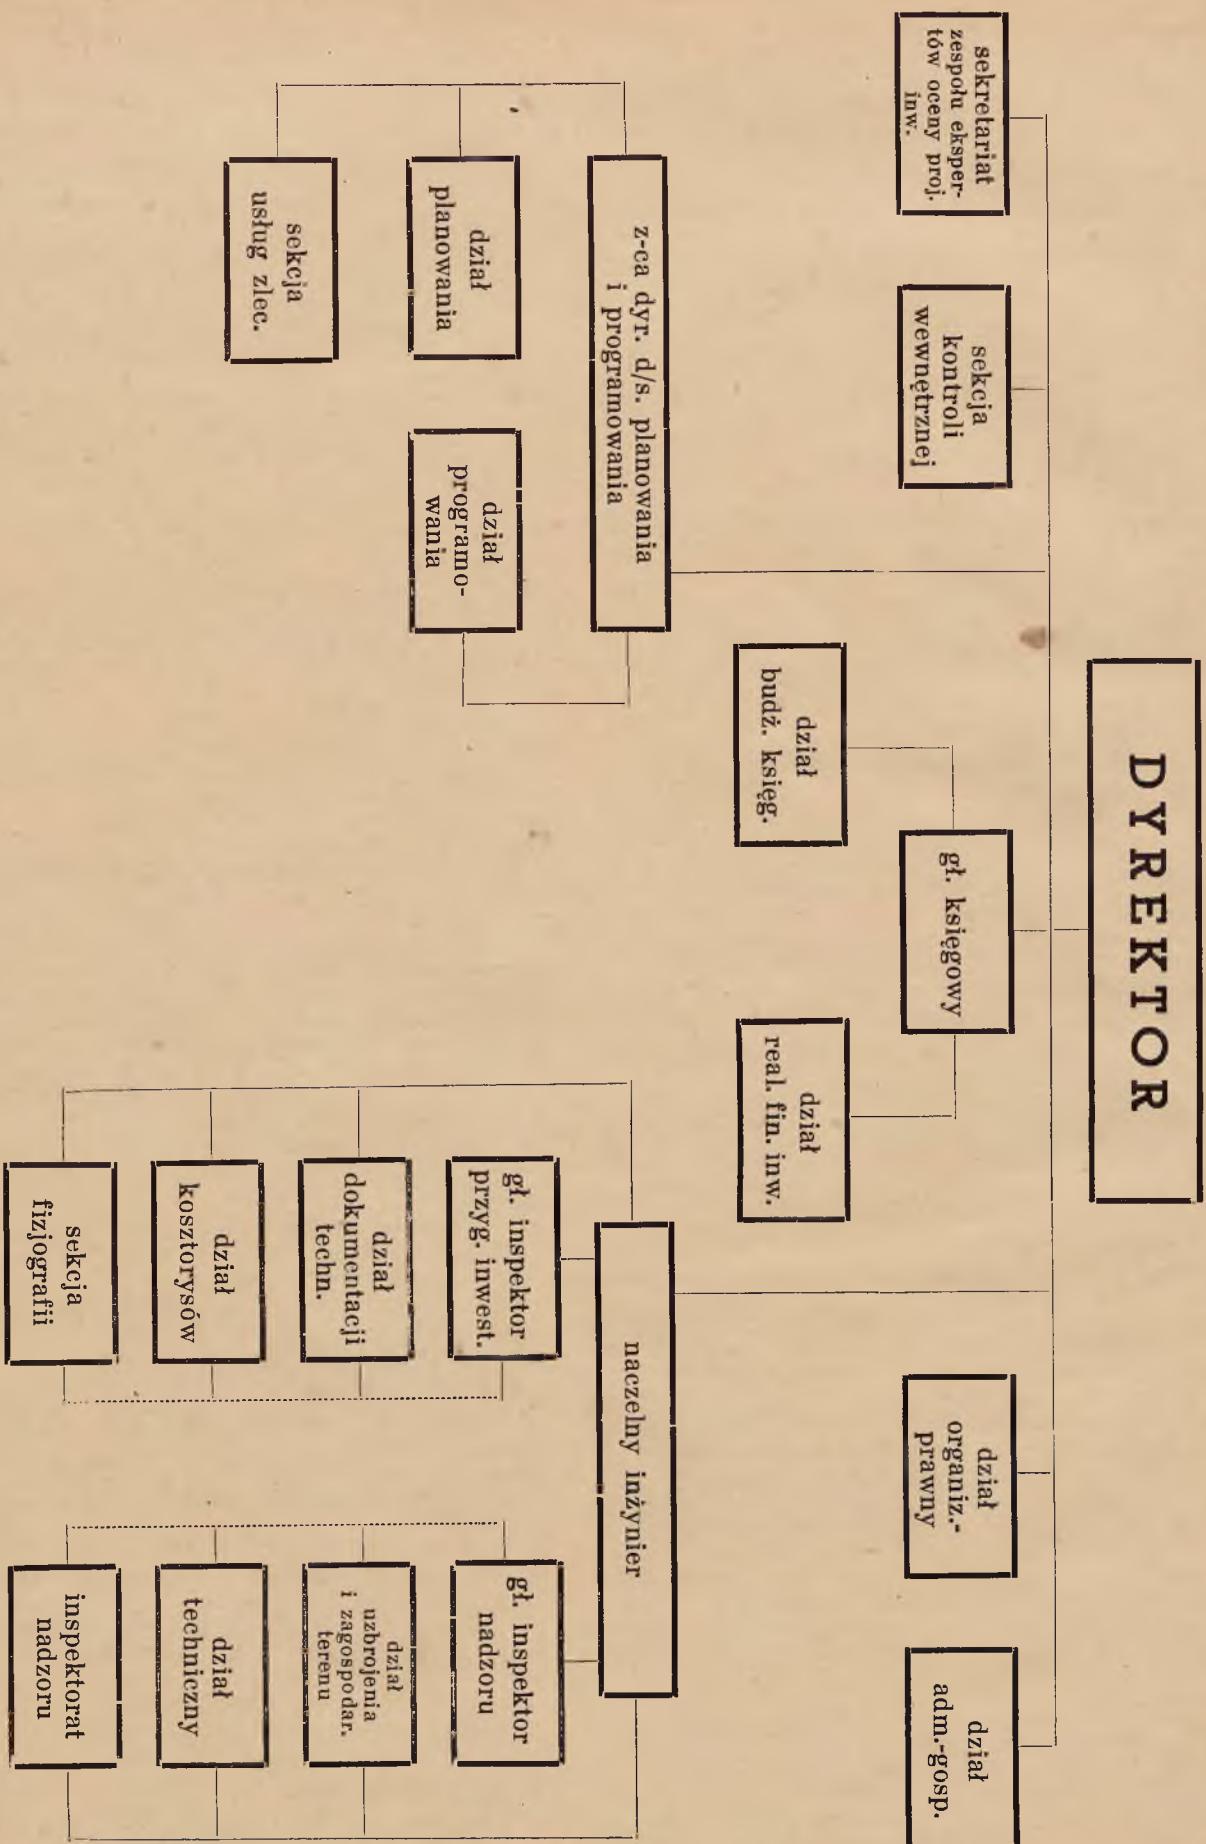 DYREKTOR
sekretariat
zespołu eksper-
tów oceny proj.
inw.
sekcja
kontroli
wewnętrznej
gł. księgowy
dział
organiz.-
prawny
dział
adm.-gosp.
dział
budż. księg.
dział
real. fin. inw.
z-ca dyr. d/s. planowania
i programowania
naczelny inżynier
dział
planowania
dział
programo-
wania
sekcja
usług zlec.
gł. inspektor
przyg. inwest.
gł. inspektor
nadzoru
dział
dokumentacji
techn.
dział
uzbrojenia
i zagospodar.
terenu
dział
kosztorysów
dział
techniczny
sekcja
fizjografii
inspektorat
nadzoru